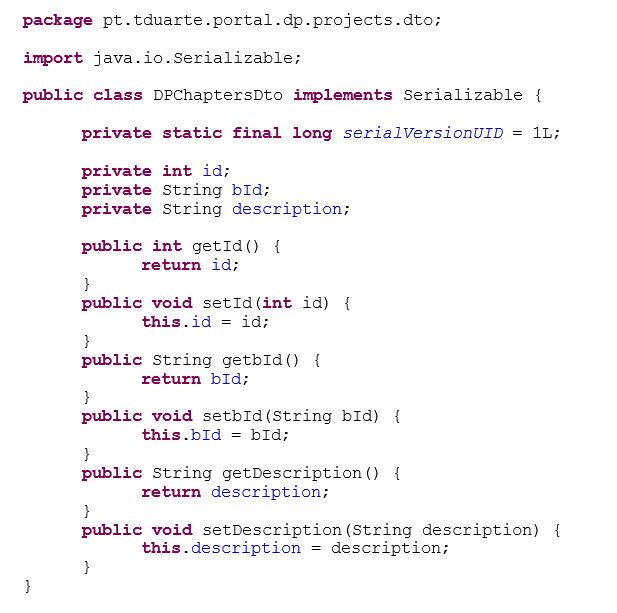 package pt.tduarte.portal.dp.projects.dto;
import java.io.Serializable;
public class DPChaptersDto implements Serializable {
private static final long serialVersionUID = 1L;
private int id;
private String bId;
private String description;
public int getId() {
return id;
}
public void setId(int id) {
this.id = id;
}
public String getbId() {
return bId;
}
public void setbId(String bId) {
this.bId = bId;
}
public String getDescription() {
return description;
}
public void setDescription(String description) {
this.description = description;
}
}